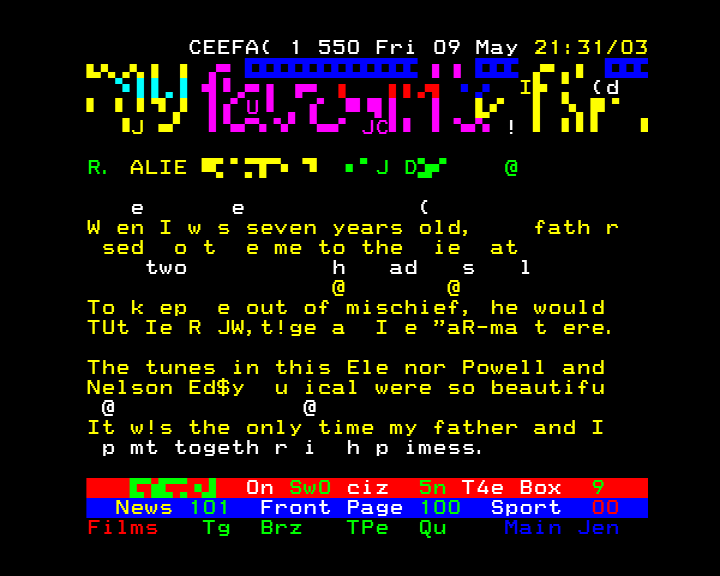 CEEFA( 1 550 Fri 09 May 21:31/03
I (d
U
J JC !
R. ALIE J D @
e e (
W en I w s seven years old, fath r
sed o t e me to the ie at
two h ad s l
@ @
To k ep e out of mischief, he would
TUt Ie R JW,t!ge a I e "aR-ma t ere.
The tunes in this Ele nor Powell and
Nelson Ed$y u ical were so beautifu
@ @
It w!s the only time my father and I
p mt togeth r i h p imess.
On Sw0 ciz 5n T4e Box 9
News 101 Front Page 100 Sport 00
Films Tg Brz TPe Qu Main Jen